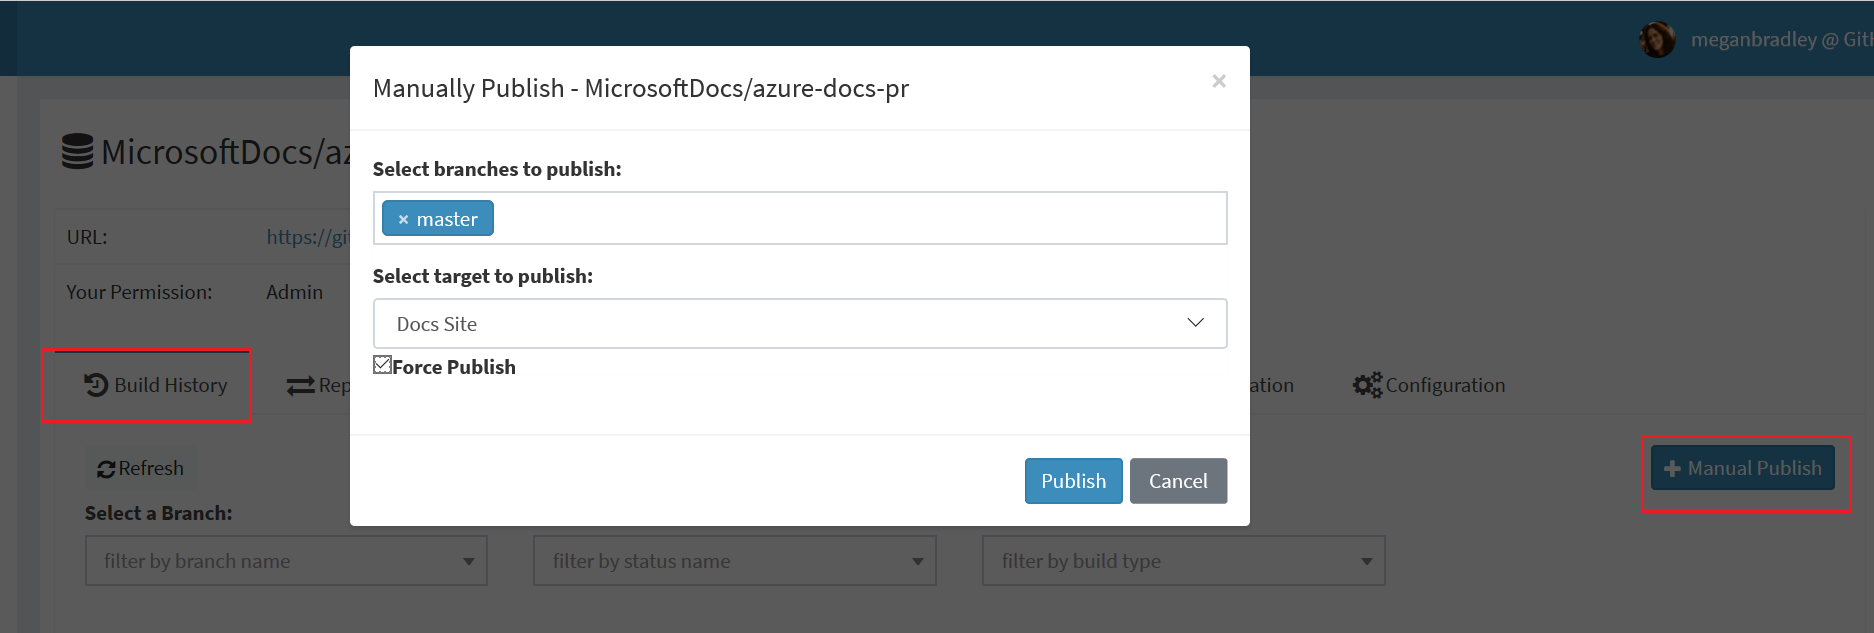 meganbradley @ Gith
Manually Publish - MicrosoftDocs/azure-docs-pr
×
MicrosoftDocs/az
Select branches to publish:
× master
URL:
https://git
Select target to publish:
Your Permission:
Admin
Docs Site
Force Publish
Build History
Rep
ation
Configuration
Refresh
Publish
Cancel
Manual Publish
Select a Branch:
filter by branch name
filter by status name
filter by build type